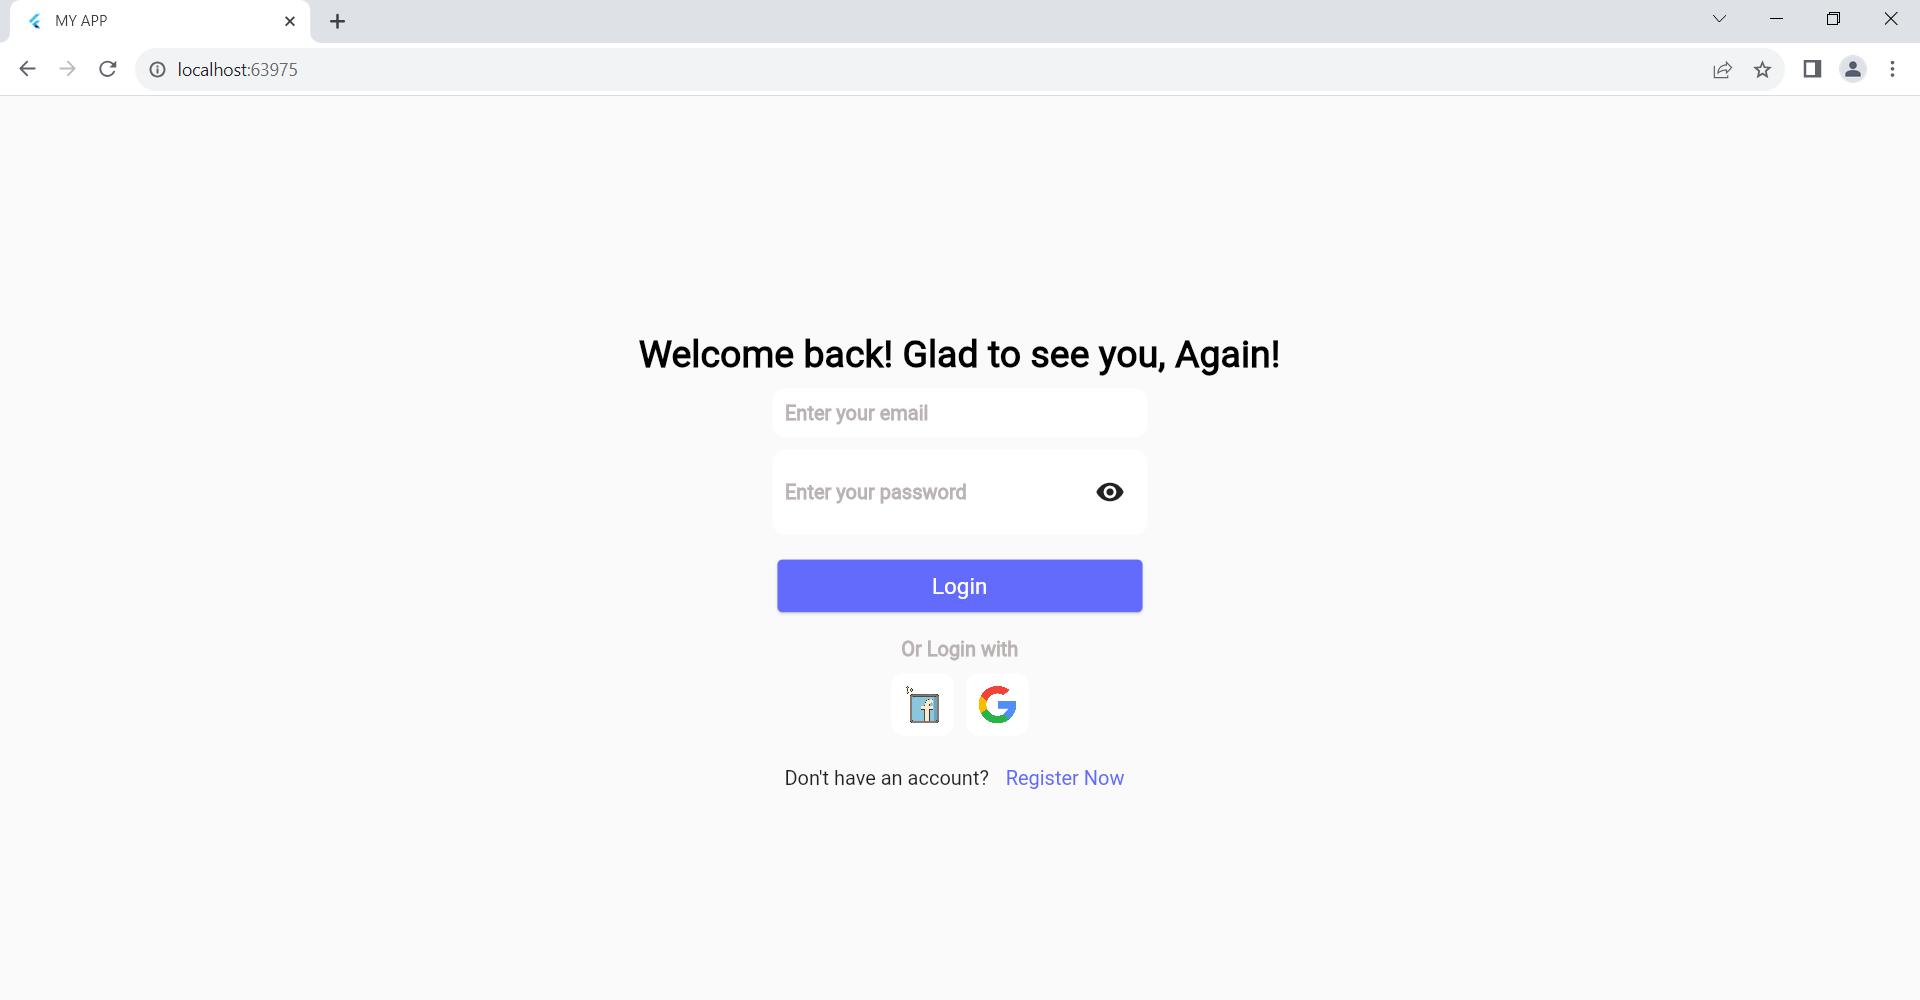 MY APP
localhost:63975
Welcome back! Glad to see you, Again!
Enter your email
Enter your password
Login
Or Login with
Don't have an account? Register Now